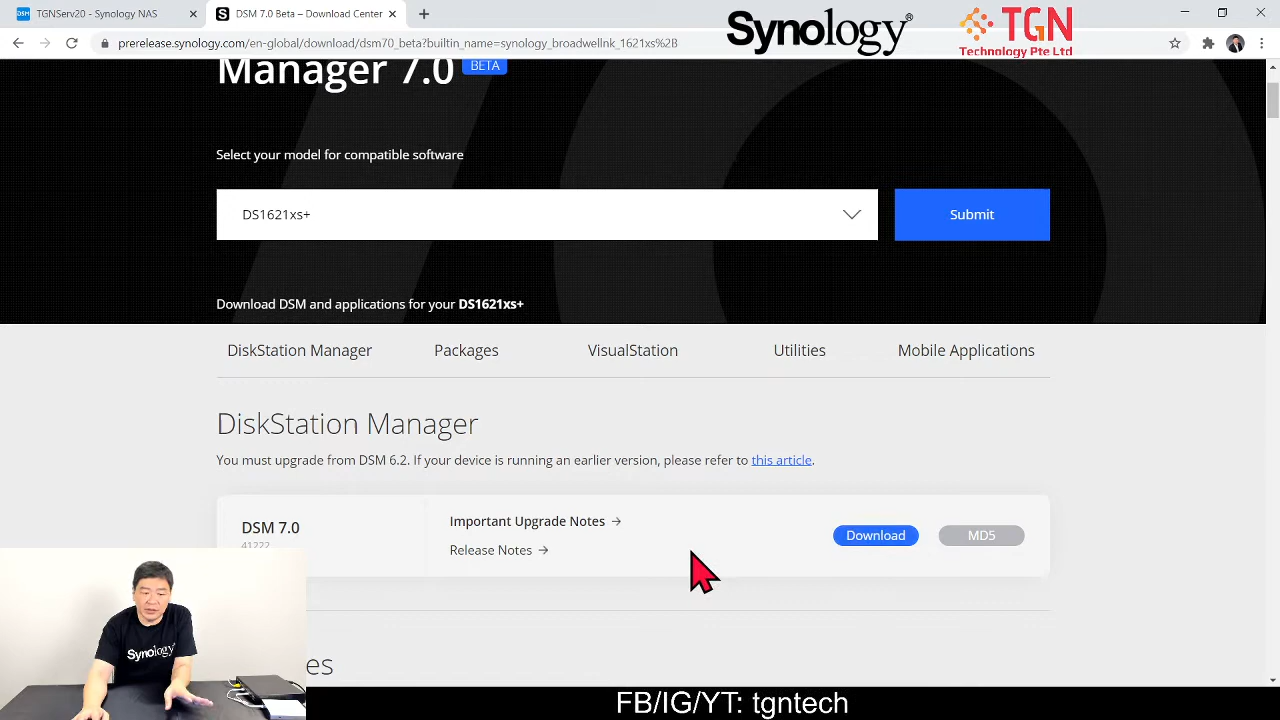 DSM TGNServ20 - Synology NAS
S DSM 7.0 Beta – Download Center
prerelease.synology.com/en-global/download/dsm70_beta?builtin_name=synology_broadwellnk_1621xs%2B
Synology®
TGN
Technology Pte Ltd
Manager 7.0 BETA
Select your model for compatible software
DS1621xs+
Submit
Download DSM and applications for your DS1621xs+
DiskStation Manager Packages VisualStation Utilities Mobile Applications
DiskStation Manager
You must upgrade from DSM 6.2. If your device is running an earlier version, please refer to this article.
DSM 7.0
41222
Important Upgrade Notes →
Release Notes →
Download MD5
es
Synology
FB/IG/YT: tgntech